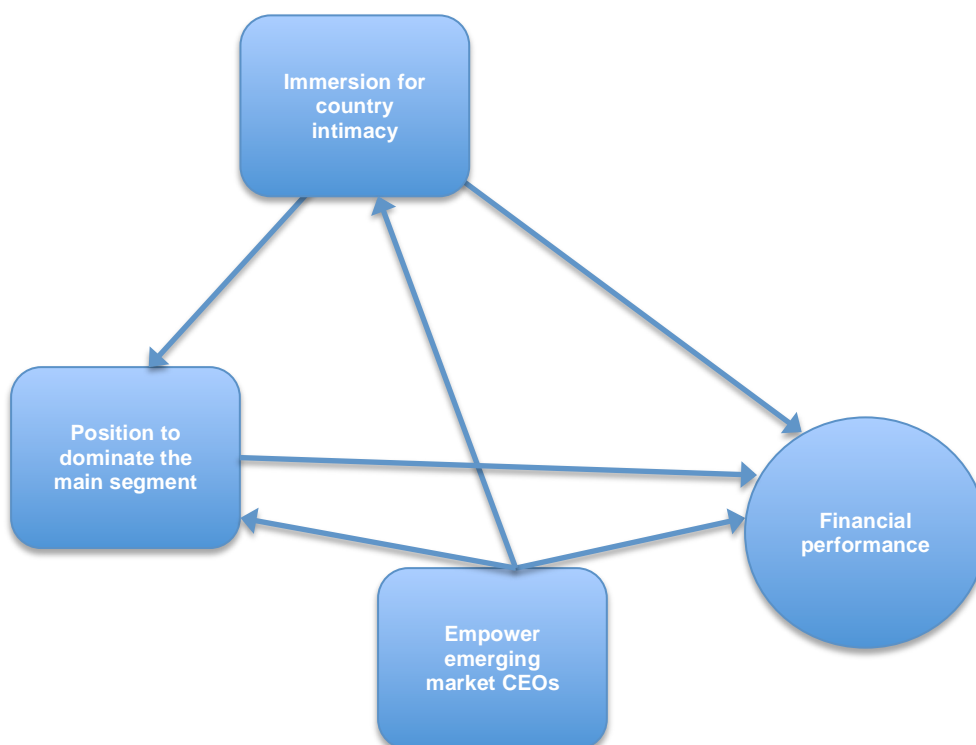 Immersion for
country
intimacy
Position to
dominate the
main segment
Financial
performance
Empower
emerging
market CEOs